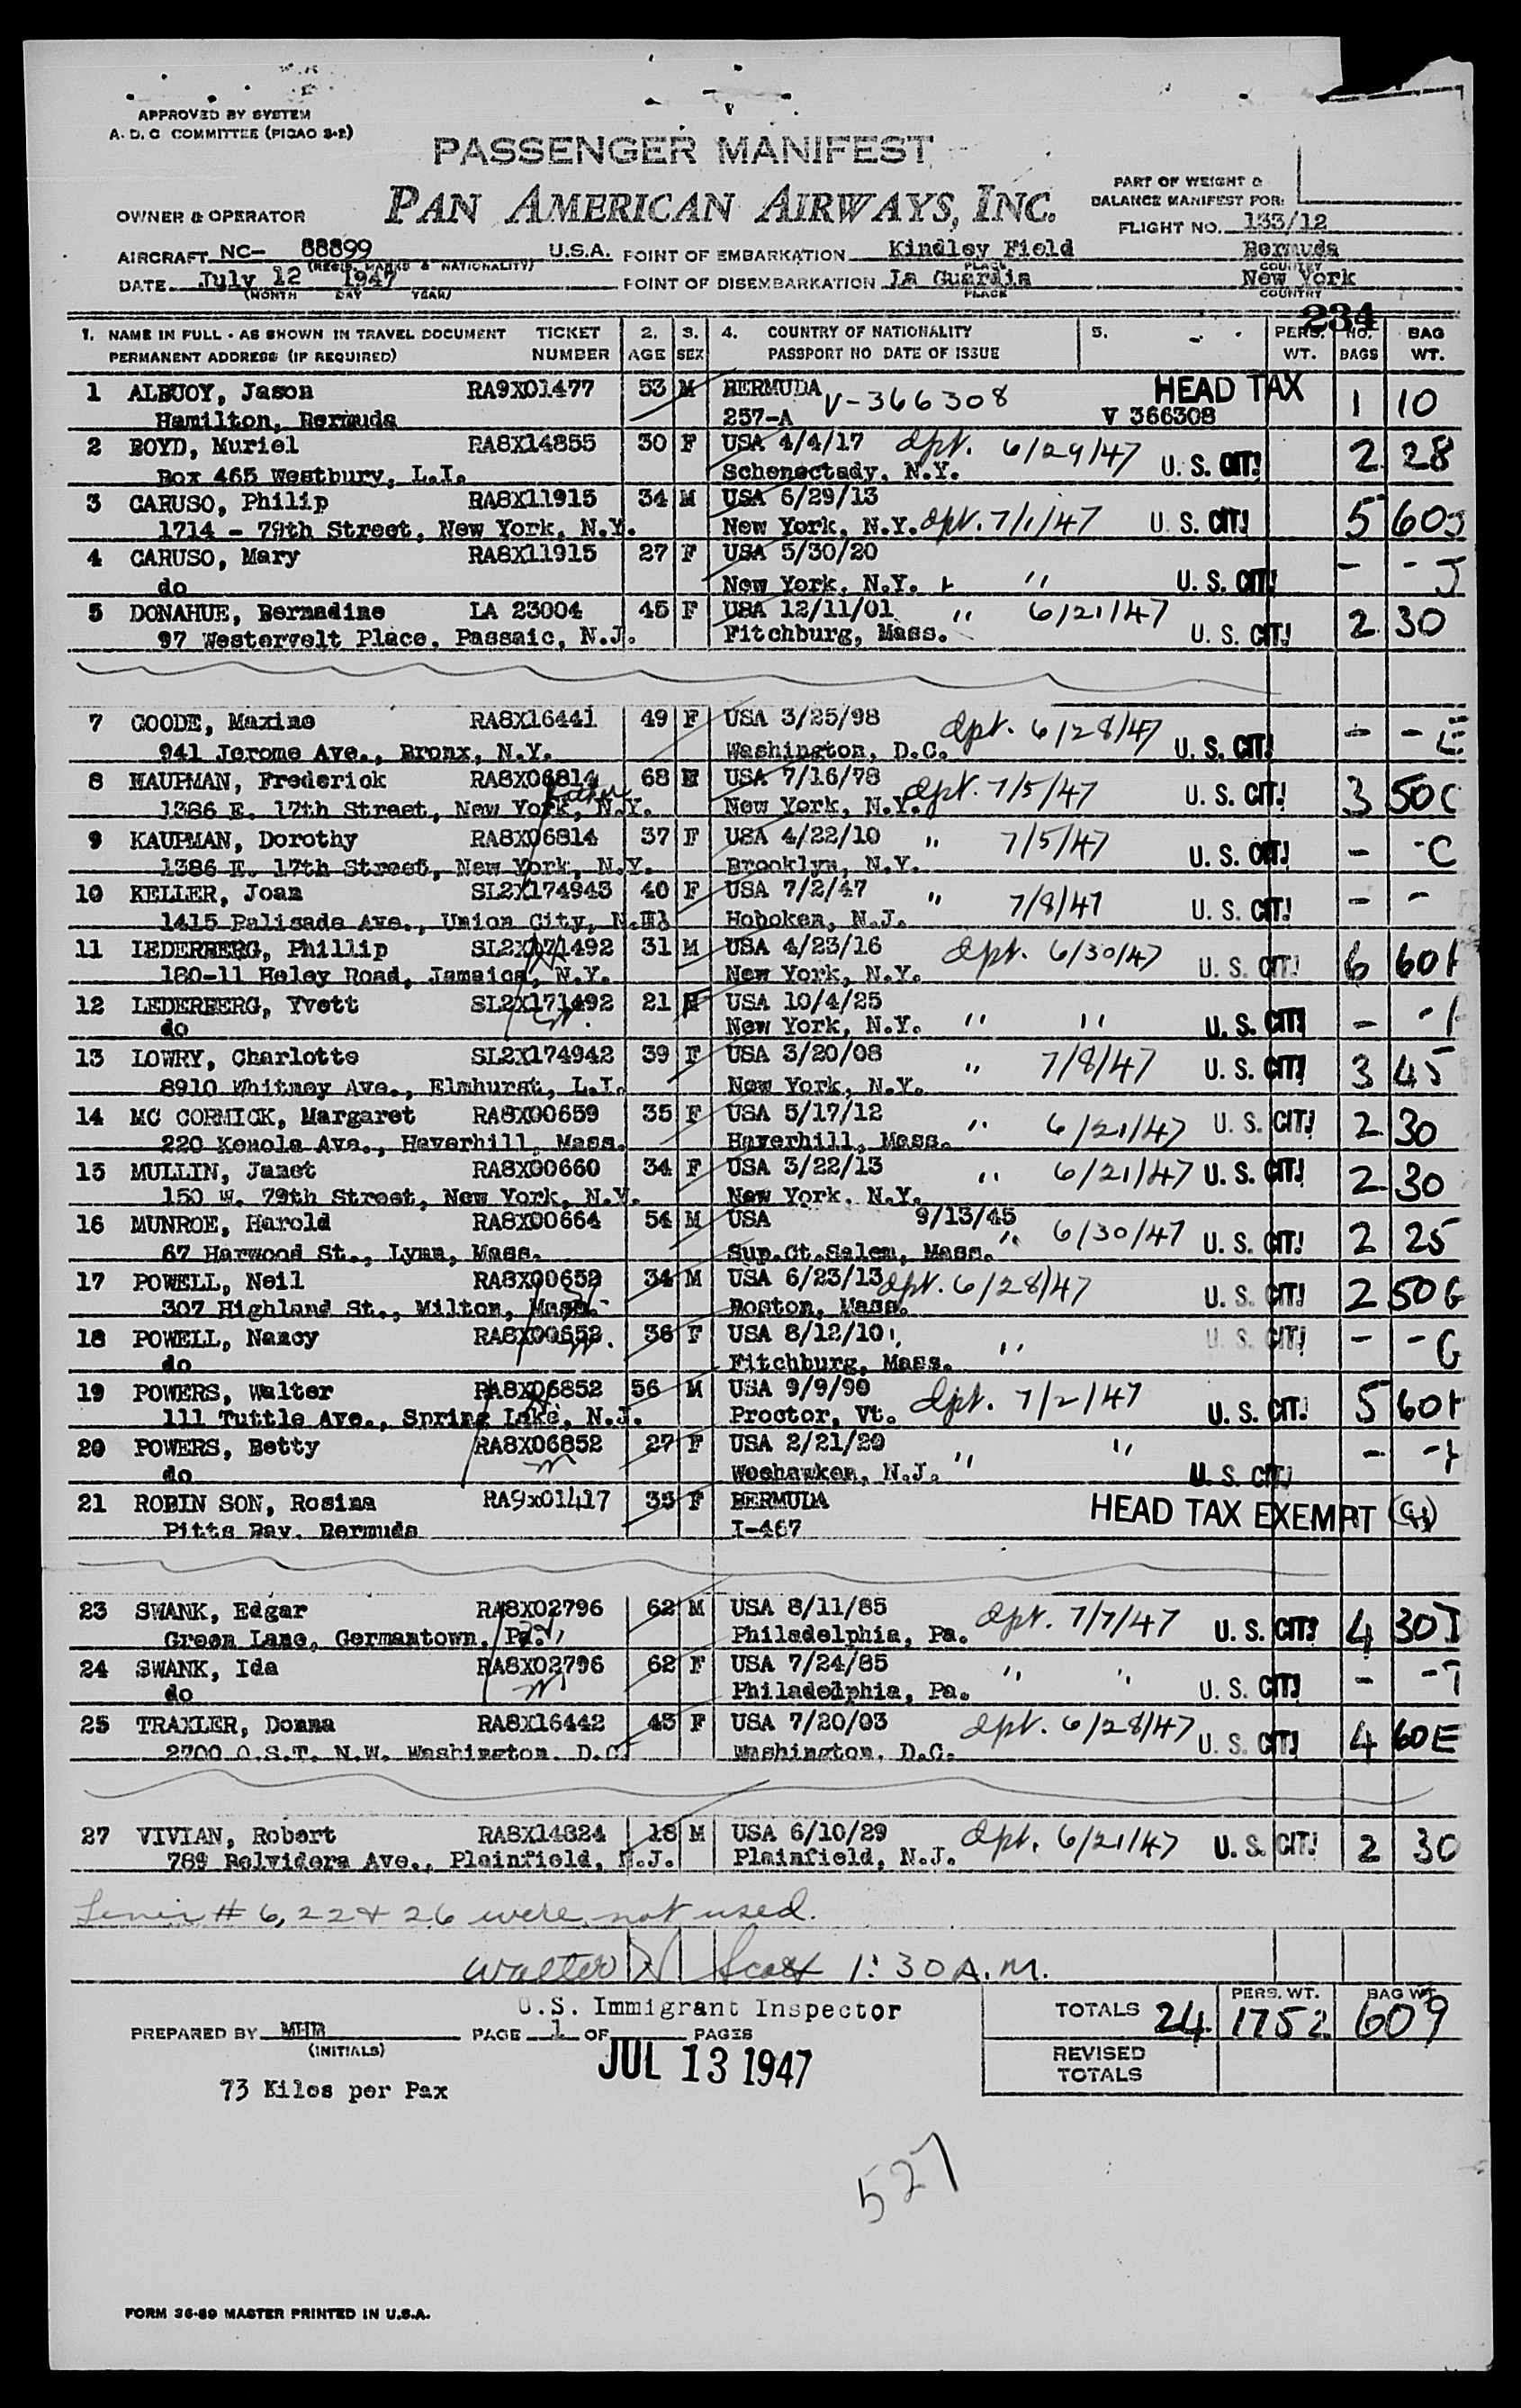 APPROVED BY SYSTEM
A. D. C COMMITTEE (PICAO 3-2)
PASSENGER MANIFEST
PAN AMERICAN AIRWAYS, INC.
PART OF WEIGHT &
BALANCE MANIFEST FOR:
OWNER & OPERATOR
FLIGHT NO. 133/12
AIRCRAFT NC- 88899 U.S.A. POINT OF EMBARKATION Kindley Field Bermuda
(REGIS. MARKS & NATIONALITY) PLACE COUNTRY
DATE July 12 1947 POINT OF DISEMBARKATION La Guardia New York
(MONTH DAY YEAR) PLACE COUNTRY
234
1. NAME IN FULL - AS SHOWN IN TRAVEL DOCUMENT TICKET 2. 3. 4. COUNTRY OF NATIONALITY 5. PERS. NO. BAG
PERMANENT ADDRESS (IF REQUIRED) NUMBER AGE SEX PASSPORT NO DATE OF ISSUE WT. BAGS WT.
1 ALBUOY, Jason RA9X01477 53 M BERMUDA V-366308 HEAD TAX 1 10
Hamilton, Bermuda 257-A V 366308
2 BOYD, Muriel RA8X14855 30 F USA 4/4/17 dpt. 6/29/47 U. S. CIT! 2 28
Box 465 Westbury, L.I. Schenectady, N.Y.
3 CARUSO, Philip RA8X11915 34 M USA 6/29/13 U. S. CIT! 5 60J
1714 - 79th Street, New York, N.Y. New York, N.Y. dpt. 7/1/47
4 CARUSO, Mary RA8X11915 27 F USA 5/30/20 - - J
do New York, N.Y. " U. S. CIT!
5 DONAHUE, Bernadine LA 23004 45 F USA 12/11/01 " 6/21/47 2 30
97 Westervelt Place, Passaic, N.J. Fitchburg, Mass. U. S. CIT!
7 GOODE, Maxine RA8X16441 49 F USA 3/25/98 dpt. 6/28/47 - - E
941 Jerome Ave., Bronx, N.Y. Washington, D.C. U. S. CIT!
8 HAUPMAN, Frederick RA8X06814 68 M USA 7/16/78 dpt. 7/5/47 U. S. CIT! 3 50C
1386 E. 17th Street, New York, N.Y. father New York, N.Y.
9 KAUPMAN, Dorothy RA8X06814 37 F USA 4/22/10 " 7/5/47 U. S. CIT! - -C
1386 E. 17th Street, New York, N.Y. Brooklyn, N.Y.
10 KELLER, Joan SL2X174943 40 F USA 7/2/47 " 7/8/47 U. S. CIT! - -
1415 Palisade Ave., Union City, N.J. Hoboken, N.J.
11 LEDERBERG, Phillip SL2X171492 31 M USA 4/23/16 dpt. 6/30/47 U. S. CIT! 6 60H
180-11 Heley Road, Jamaica, N.Y. New York, N.Y.
12 LEDERBERG, Yvett SL2X171492 21 F USA 10/4/25 - -H
do New York, N.Y. " " U. S. CIT!
13 LOWRY, Charlotte SL2X174942 39 F USA 3/20/08 " 7/8/47 U. S. CIT! 3 45
8910 Whitney Ave., Elmhurst, L.I. New York, N.Y.
14 MC CORMICK, Margaret RA8X00659 35 F USA 5/17/12 " 6/21/47 U. S. CIT! 2 30
220 Kenola Ave., Haverhill, Mass. Haverhill, Mass.
15 MULLIN, Janet RA8X00660 34 F USA 3/22/13 " 6/21/47 U. S. CIT! 2 30
150 W. 79th Street, New York, N.Y. New York, N.Y.
16 MUNROE, Harold RA8X00664 54 M USA 9/13/45 6/30/47 U. S. CIT! 2 25
67 Harwood St., Lynn, Mass. Sup.Ct.Salem, Mass. "
17 POWELL, Neil RA8X00652 34 M USA 6/23/13 dpt. 6/28/47 U. S. CIT! 2 50G
307 Highland St., Milton, Mass. Boston, Mass.
18 POWELL, Nancy RA8X00652 36 F USA 8/12/10 " U. S. CIT! - -G
do Fitchburg, Mass.
19 POWERS, Walter RA8X06852 56 M USA 9/9/90 dpt. 7/2/47 U. S. CIT! 5 60F
111 Tuttle Ave., Spring Lake, N.J. Proctor, Vt.
20 POWERS, Betty RA8X06852 27 F USA 2/21/20 " - -F
do Weehawken, N.J. " U. S. CIT!
21 ROBIN SON, Rosina RA9x01417 35 F BERMUDA HEAD TAX EXEMPT
Pitts Bay, Bermuda I-467
23 SWANK, Edgar RA8X02796 62 M USA 8/11/85 dpt. 7/7/47 U. S. CIT! 4 30I
Green Lane, Germantown, Pa. Philadelphia, Pa.
24 SWANK, Ida RA8X02796 62 F USA 7/24/85 " " U. S. CIT! - -I
do Philadelphia, Pa.
25 TRAXLER, Donna RA8X16442 43 F USA 7/20/03 dpt. 6/28/47 U. S. CIT! 4 60E
2700 Q.S.T. N.W. Washington, D.C. Washington, D.C.
27 VIVIAN, Robert RA8X14324 18 M USA 6/10/29 dpt. 6/21/47 U. S. CIT! 2 30
789 Belvidere Ave., Plainfield, N.J. Plainfield, N.J.
Lines # 6, 22 & 26 were not used.
Walter N Scott 1:30 A.M.
U.S. Immigrant Inspector
PREPARED BY PAGE 1 OF PAGES
(INITIALS)
TOTALS 24 PERS. WT. 1752 BAG WT. 609
REVISED
TOTALS
JUL 13 1947
73 Kilos per Pax
527
FORM 36-89 MASTER PRINTED IN U.S.A.